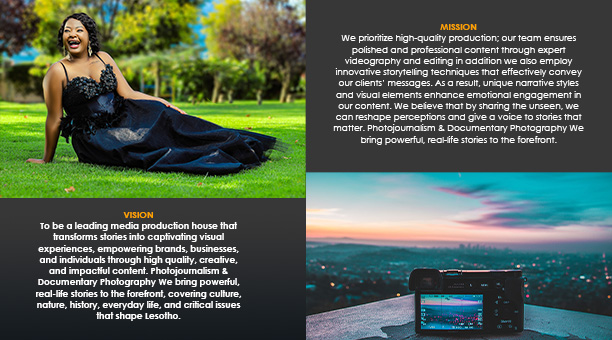 MISSION
We prioritize high-quality production; our team ensures
polished and professional content through expert
videography and editing in addition we also employ
innovative storytelling techniques that effectively convey
our clients' messages. As a result, unique narrative styles
and visual elements enhance emotional engagement in
our content. We believe that by sharing the unseen, we
can reshape perceptions and give a voice to stories that
matter. Photojournalism & Documentary Photography We
bring powerful, real-life stories to the forefront.
VISION
To be a leading media production house that
transforms stories into captivating visual
experiences, empowering brands, businesses,
and individuals through high quality, creative,
and impactful content. Photojournalism &
Documentary Photography We bring powerful,
real-life stories to the forefront, covering culture,
nature, history, everyday life, and critical issues
that shape Lesotho.